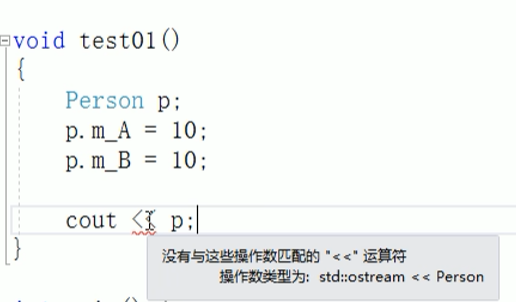 void test01()
{
Person p;
p.m_A = 10;
p.m_B = 10;
cout << p;
}
没有与这些操作数匹配的 "<<" 运算符
操作数类型为: std::ostream << Person